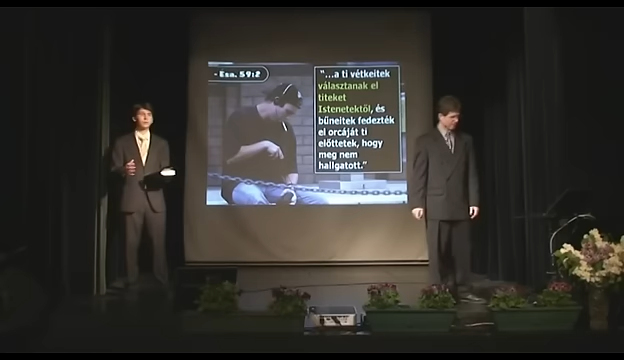 - Ésa. 59:2
"...a ti vétkeitek
választanak el
titeket
Istenetektől, és
bűneitek fedezték
el orcáját ti
előttetek, hogy
meg nem
hallgatott."